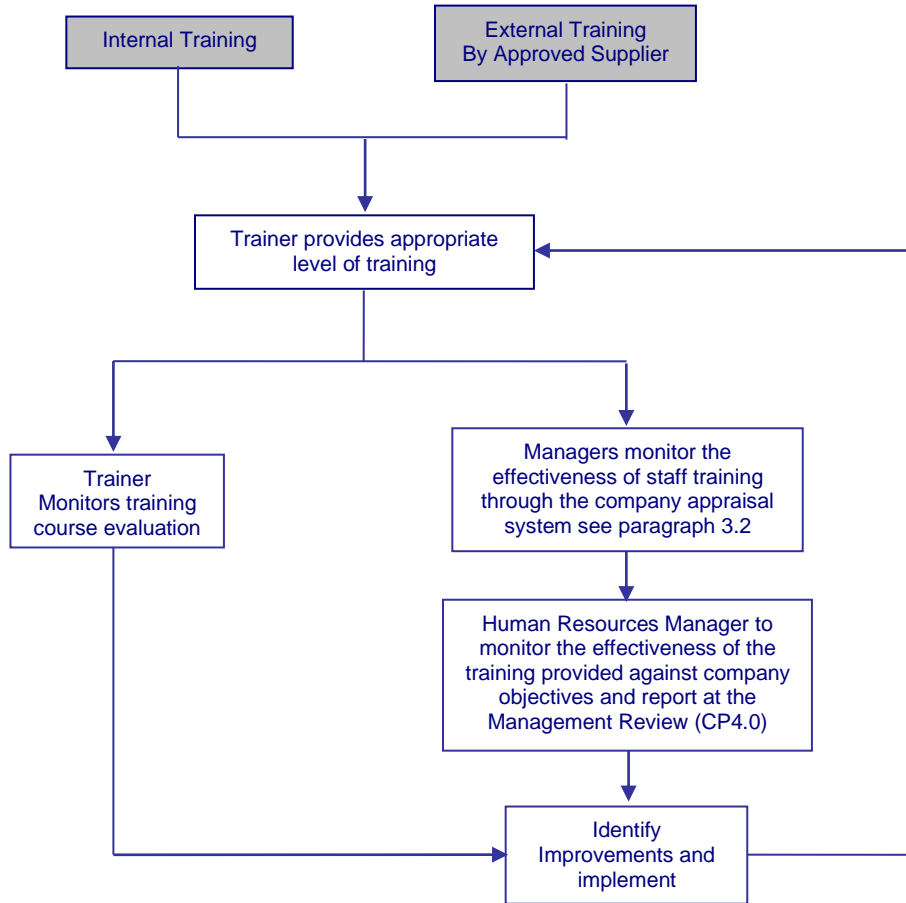 Internal Training
External Training
By Approved Supplier
Trainer provides appropriate
level of training
Trainer
Monitors training
course evaluation
Managers monitor the
effectiveness of staff training
through the company appraisal
system see paragraph 3.2
Human Resources Manager to
monitor the effectiveness of the
training provided against company
objectives and report at the
Management Review (CP4.0)
Identify
Improvements and
implement